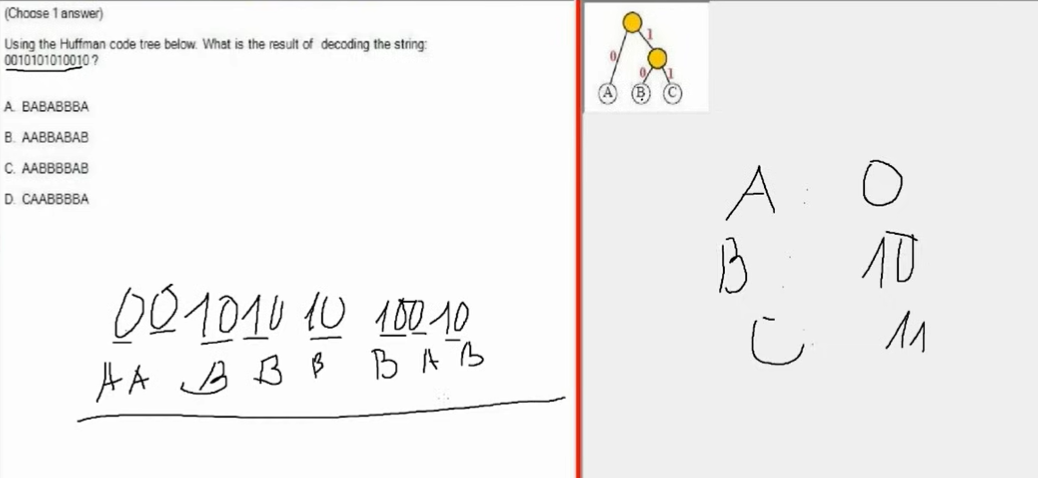 (Choose 1 answer)
Using the Huffman code tree below. What is the result of decoding the string:
0010101010010 ?
A. BABABBBA
B. AABBABAB
C. AABBBBAB
D. CAABBBBA
0 0 10 10 10 10 0 10
A A B B B B A B
1
0
0 1
A B C
A : 0
B : 10
C : 11